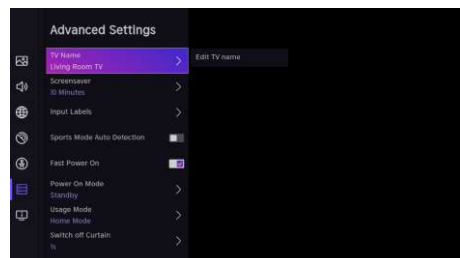 Advanced Settings
TV Name
Living Room TV
Edit TV name
Screensaver
10 Minutes
Input Labels
Sports Mode Auto Detection
Fast Power On
Power On Mode
Standby
Usage Mode
Home Mode
Switch off Curtain
1s